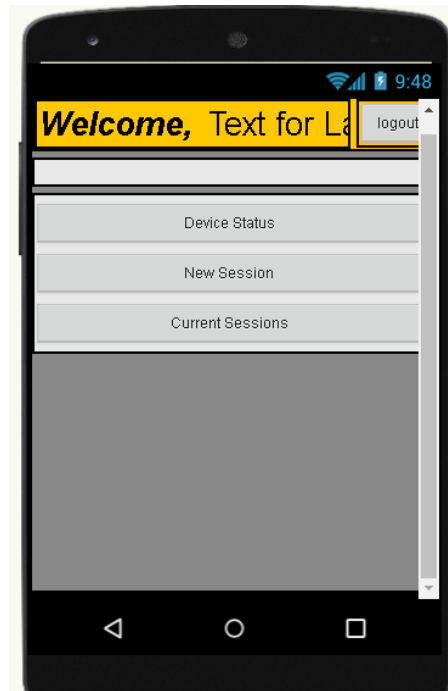 9:48
Welcome, Text for La
logout
Device Status
New Session
Current Sessions